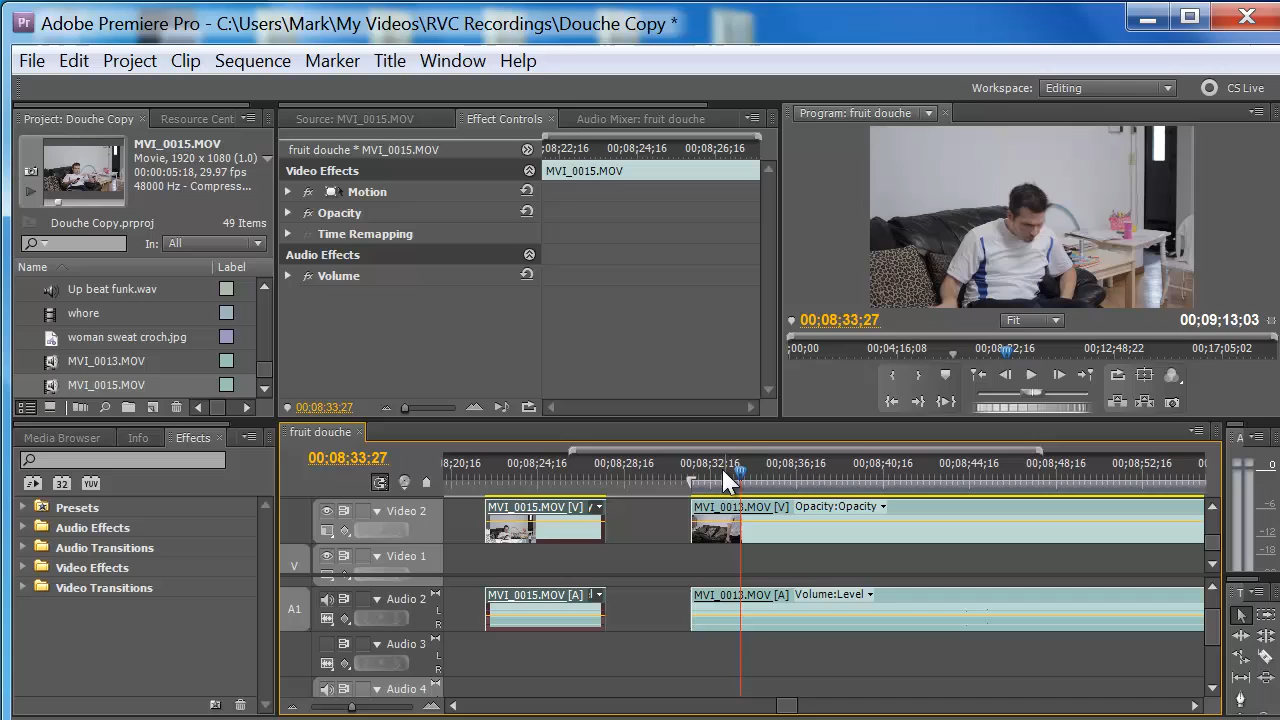 Adobe Premiere Pro - C:\Users\Mark\My Videos\RVC Recordings\Douche Copy *
File Edit Project Clip Sequence Marker Title Window Help
Workspace: Editing CS Live
Project: Douche Copy Resource Cent
MVI_0015.MOV
Movie, 1920 x 1080 (1.0)
00:00:05:18, 29.97 fps
48000 Hz - Compress...
Douche Copy.prproj 49 Items
In: All
Name Label
Up beat funk.wav
whore
woman sweat croch.jpg
MVI_0013.MOV
MVI_0015.MOV
Source: MVI_0015.MOV Effect Controls Audio Mixer: fruit douche
fruit douche * MVI_0015.MOV
;08;22;16 00;08;24;16 00;08;26;16
Video Effects
MVI_0015.MOV
fx Motion
fx Opacity
Time Remapping
Audio Effects
fx Volume
00;08;33;27
Program: fruit douche
00;08;33;27 Fit 00;09;13;03
;00;00 00;04;16;08 00;08;32;16 00;12;48;22 00;17;05;02
Media Browser Info Effects
32 YUV
Presets
Audio Effects
Audio Transitions
Video Effects
Video Transitions
fruit douche
00;08;33;27
;8;20;16 00;08;24;16 00;08;28;16 00;08;32;16 00;08;36;16 00;08;40;16 00;08;44;16 00;08;48;16 00;08;52;16 00
Video 2
MVI_0015.MOV [V] MVI_0013.MOV [V] Opacity:Opacity
V Video 1
A1 Audio 2 L R
MVI_0015.MOV [A] MVI_0013.MOV [A] Volume:Level
Audio 3 L R
Audio 4
A
0
-6
-12
-18
T